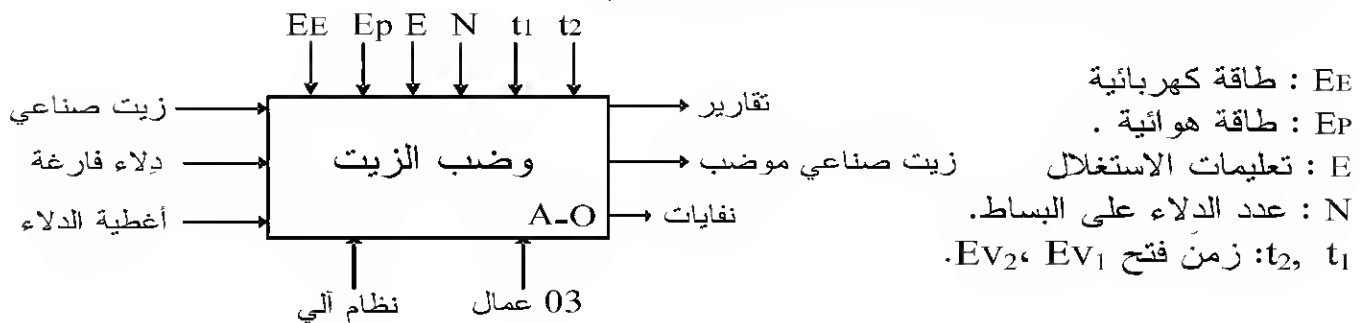 EE Ep E N t1 t2
زيت صناعي
دلاء فارغة
أغطية الدلاء
وضب الزيت
A-O
تقارير
زيت صناعي موضب
نفايات
نظام آلي
03 عمال
EE : طاقة كهربائية
EP : طاقة هوائية .
E : تعليمات الاستغلال
N : عدد الدلاء على البساط.
t2, t1: زمن فتح Ev2، Ev1.